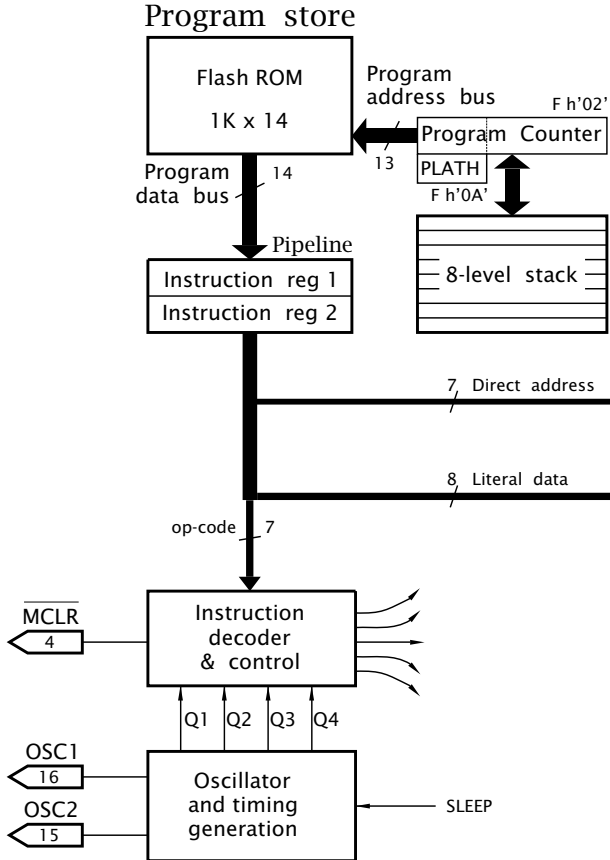 Program store
Flash ROM
1K x 14
Program
address bus
13
F h'02'
Program Counter
PLATH
F h'0A'
Program
data bus
14
Pipeline
Instruction reg 1
Instruction reg 2
8-level stack
7 Direct address
8 Literal data
op-code 7
MCLR
4
Instruction
decoder
& control
Q1 Q2 Q3 Q4
OSC1
16
OSC2
15
Oscillator
and timing
generation
SLEEP